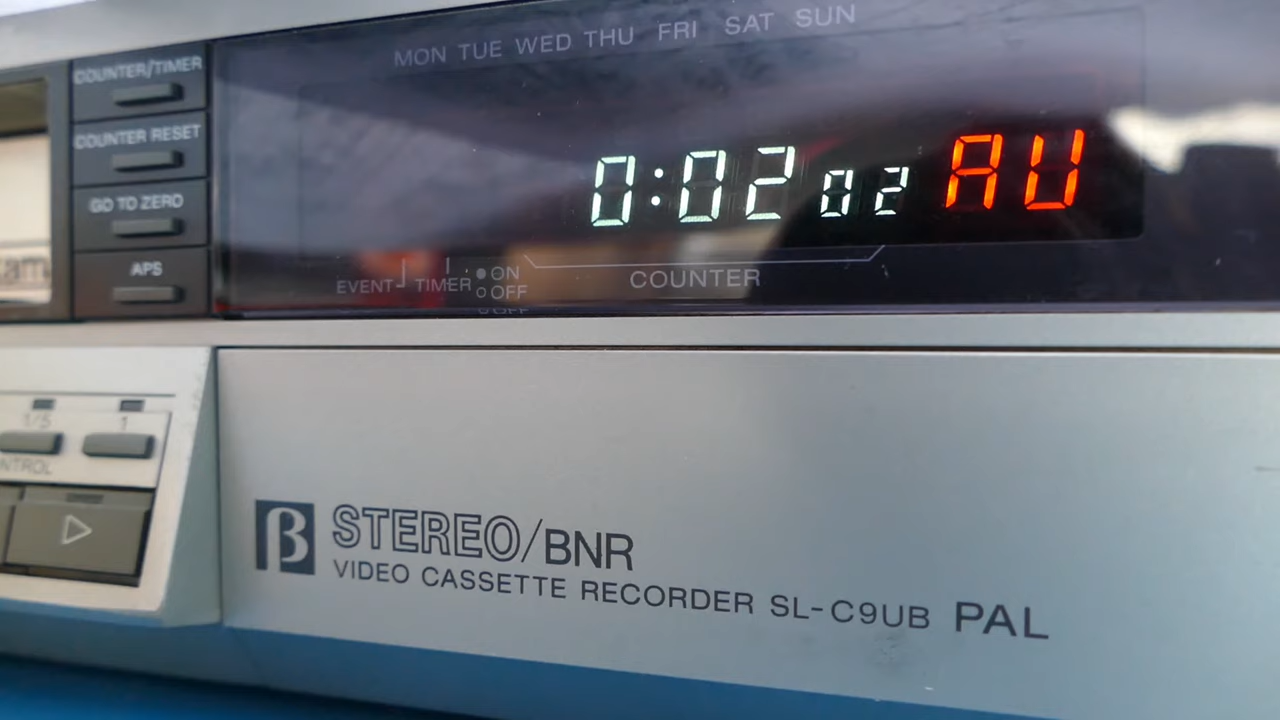 MON TUE WED THU FRI SAT SUN
COUNTER/TIMER
COUNTER RESET
GO TO ZERO
APS
0:02 02 AU
EVENT TIMER ON
OFF
COUNTER
1/5 1
β STEREO/BNR
VIDEO CASSETTE RECORDER SL-C9UB PAL